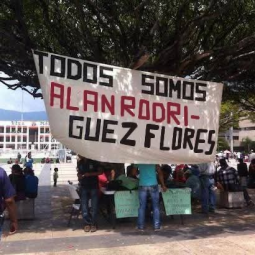 TODOS SOMOS
ALAN RODRI-
GUEZ FLORES